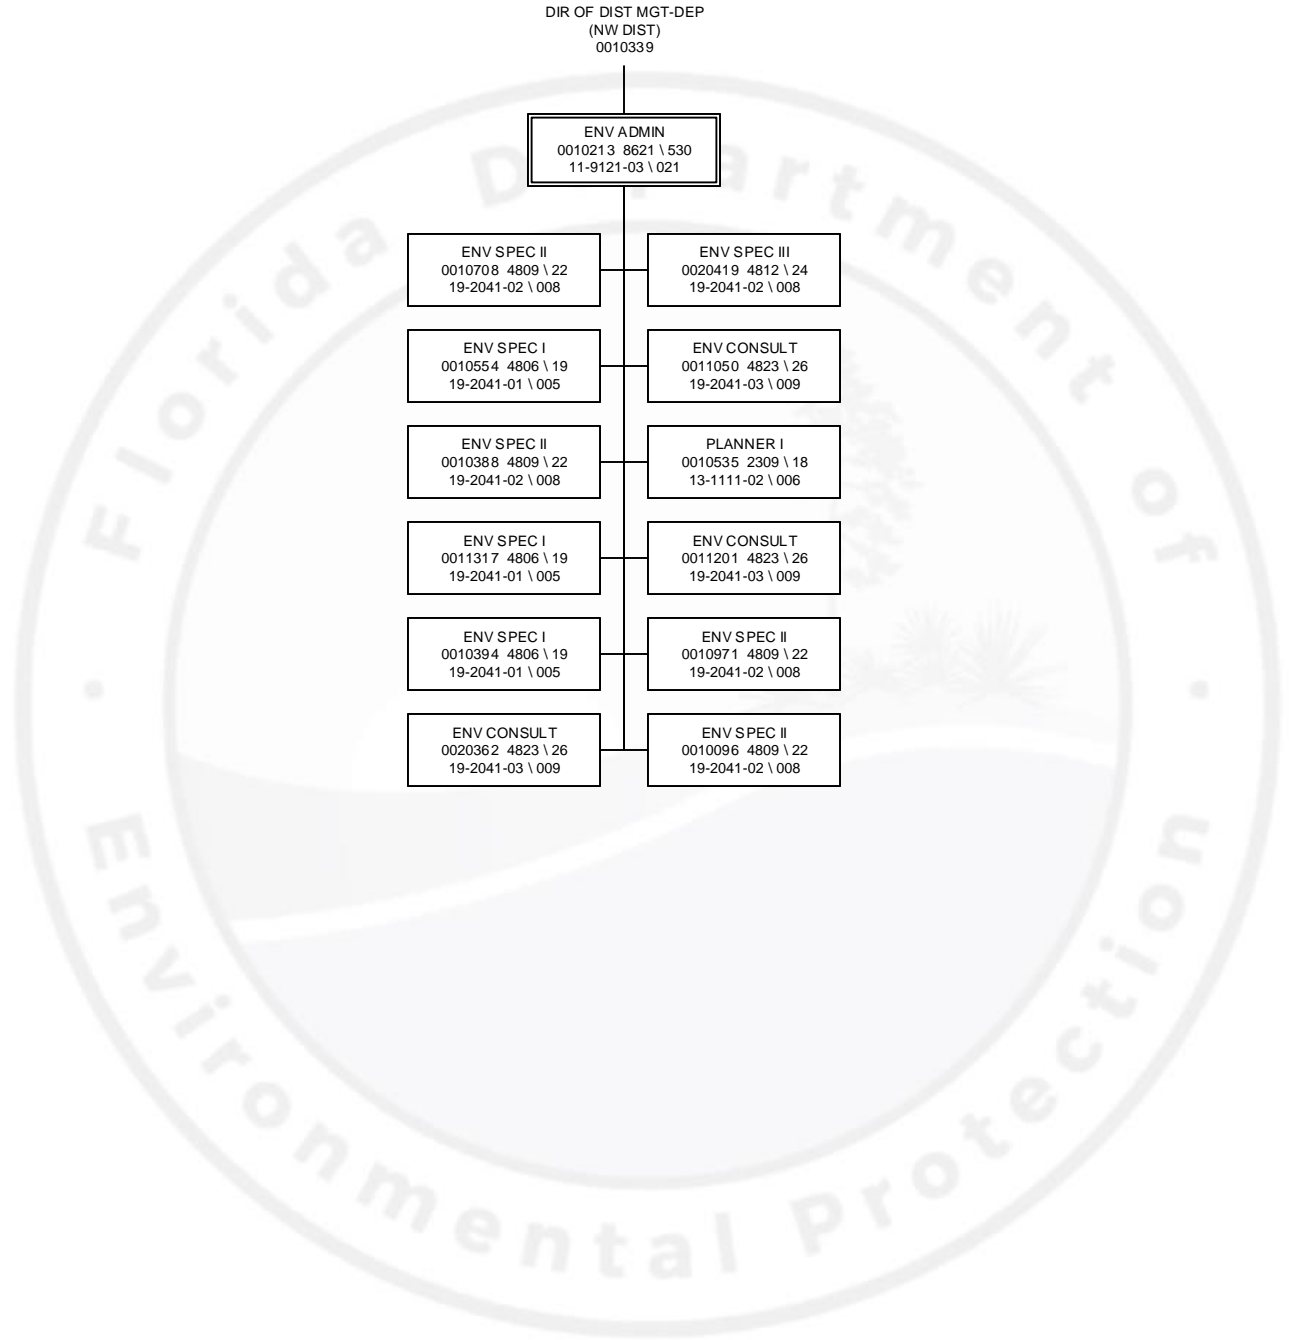 DIR OF DIST MGT-DEP
(NW DIST)
0010339
ENV ADMIN
0010213 8621 \ 530
11-9121-03 \ 021
ENV SPEC II
0010708 4809 \ 22
19-2041-02 \ 008
ENV SPEC III
0020419 4812 \ 24
19-2041-02 \ 008
ENV SPEC I
0010554 4806 \ 19
19-2041-01 \ 005
ENV CONSULT
0011050 4823 \ 26
19-2041-03 \ 009
ENV SPEC II
0010388 4809 \ 22
19-2041-02 \ 008
PLANNER I
0010535 2309 \ 18
13-1111-02 \ 006
ENV SPEC I
0011317 4806 \ 19
19-2041-01 \ 005
ENV CONSULT
0011201 4823 \ 26
19-2041-03 \ 009
ENV SPEC I
0010394 4806 \ 19
19-2041-01 \ 005
ENV SPEC II
0010971 4809 \ 22
19-2041-02 \ 008
ENV CONSULT
0020362 4823 \ 26
19-2041-03 \ 009
ENV SPEC II
0010096 4809 \ 22
19-2041-02 \ 008
Florida Department of
Environmental Protection